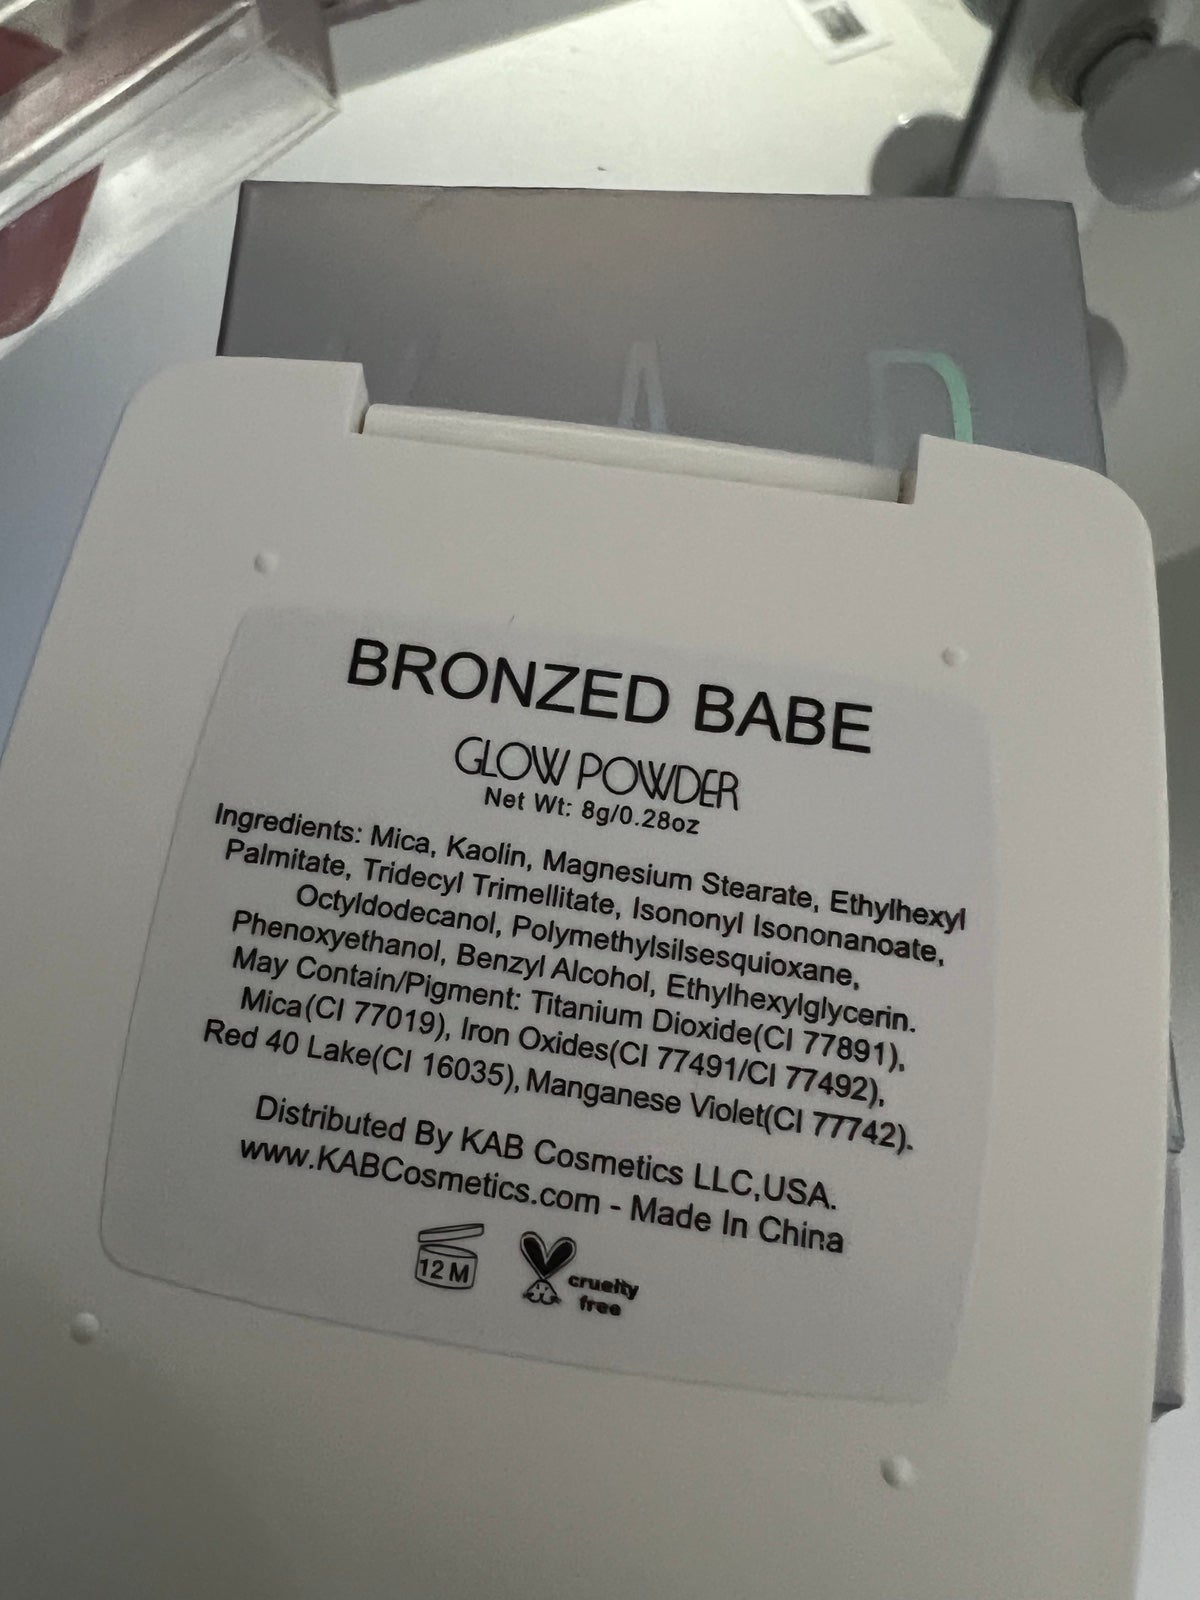 BRONZED BABE
GLOW POWDER
Net Wt: 8g/0.28oz
Ingredients: Mica, Kaolin, Magnesium Stearate, Ethylhexyl
Palmitate, Tridecyl Trimellitate, Isononyl Isononanoate,
Octyldodecanol, Polymethylsilsesquioxane,
Phenoxyethanol, Benzyl Alcohol, Ethylhexylglycerin.
May Contain/Pigment: Titanium Dioxide(CI 77891),
Mica(CI 77019), Iron Oxides(CI 77491/CI 77492),
Red 40 Lake(CI 16035), Manganese Violet(CI 77742).
Distributed By KAB Cosmetics LLC,USA.
www.KABCosmetics.com - Made In China
12 M
cruelty
free